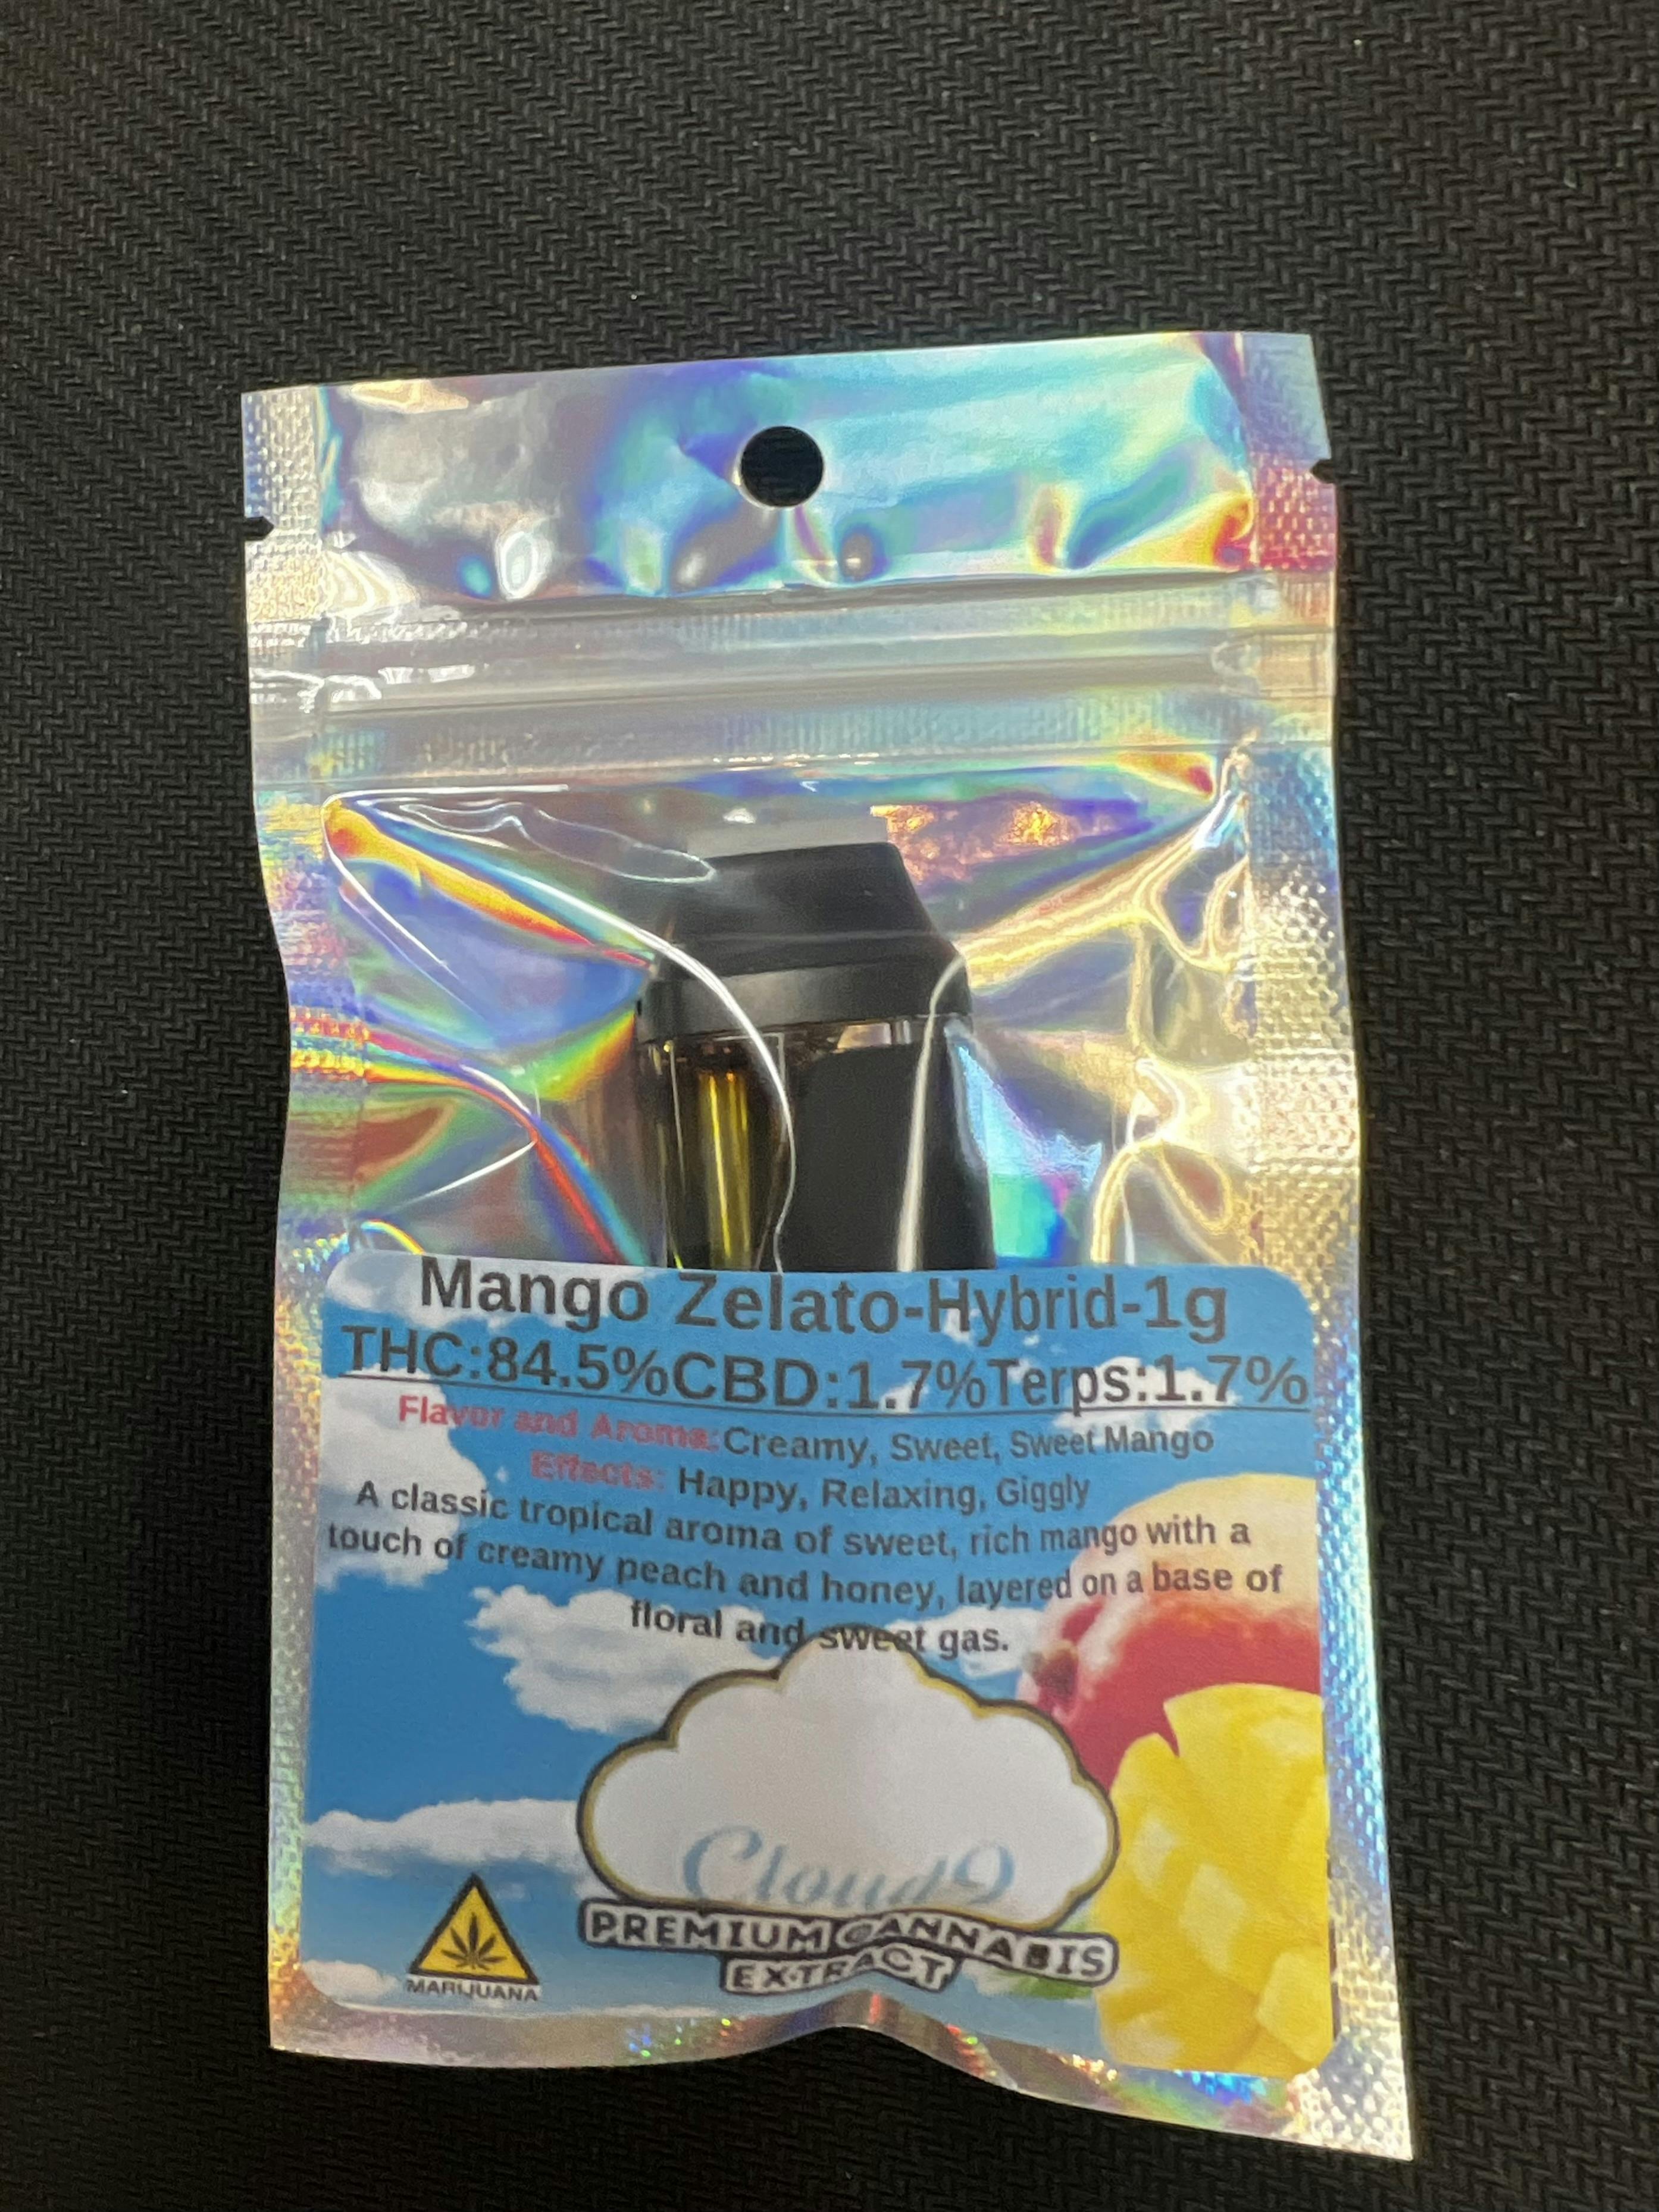 Mango Zelato-Hybrid-1g
THC:84.5%CBD:1.7%Terps:1.7%
Flavor and Aroma:Creamy, Sweet, Sweet Mango
Effects: Happy, Relaxing, Giggly
A classic tropical aroma of sweet, rich mango with a
touch of creamy peach and honey, layered on a base of
floral and sweet gas.
Cloud9
PREMIUM CANNABIS
EXTRACT
MARIJUANA